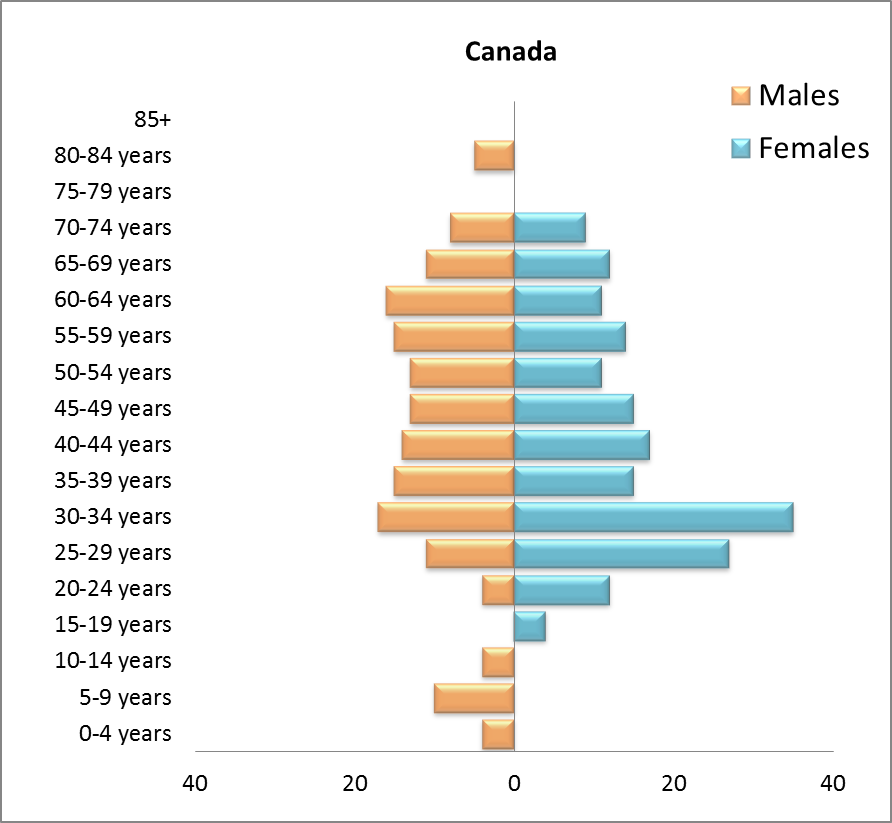 Canada
Males
Females
85+
80-84 years
75-79 years
70-74 years
65-69 years
60-64 years
55-59 years
50-54 years
45-49 years
40-44 years
35-39 years
30-34 years
25-29 years
20-24 years
15-19 years
10-14 years
5-9 years
0-4 years
40 20 0 20 40